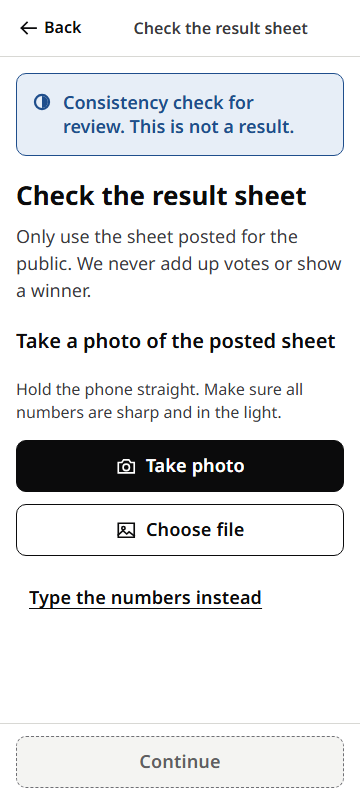 Back
Check the result sheet
Consistency check for
review. This is not a result.
Check the result sheet
Only use the sheet posted for the
public. We never add up votes or show
a winner.
Take a photo of the posted sheet
Hold the phone straight. Make sure all
numbers are sharp and in the light.
Take photo
Choose file
Type the numbers instead
Continue